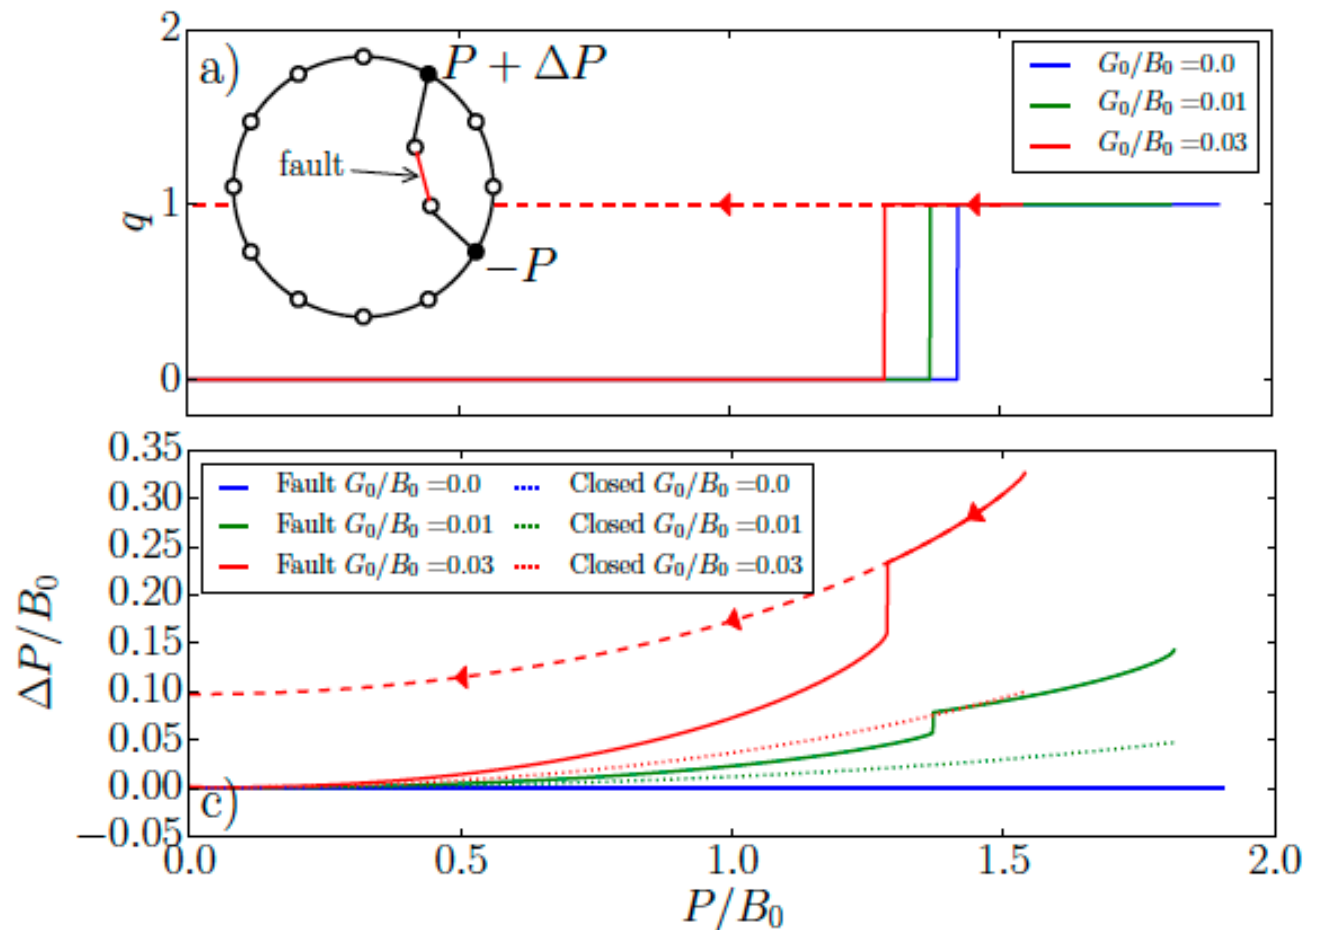 2
a)
P + ΔP
G₀/B₀ =0.0
G₀/B₀ =0.01
G₀/B₀ =0.03
fault
q
1
−P
0
0.35
0.30
0.25
0.20
0.15
0.10
0.05
0.00
−0.05
Fault G₀/B₀ =0.0
Closed G₀/B₀ =0.0
Fault G₀/B₀ =0.01
Closed G₀/B₀ =0.01
Fault G₀/B₀ =0.03
Closed G₀/B₀ =0.03
ΔP/B₀
c)
0.0 0.5 1.0 1.5 2.0
P/B₀